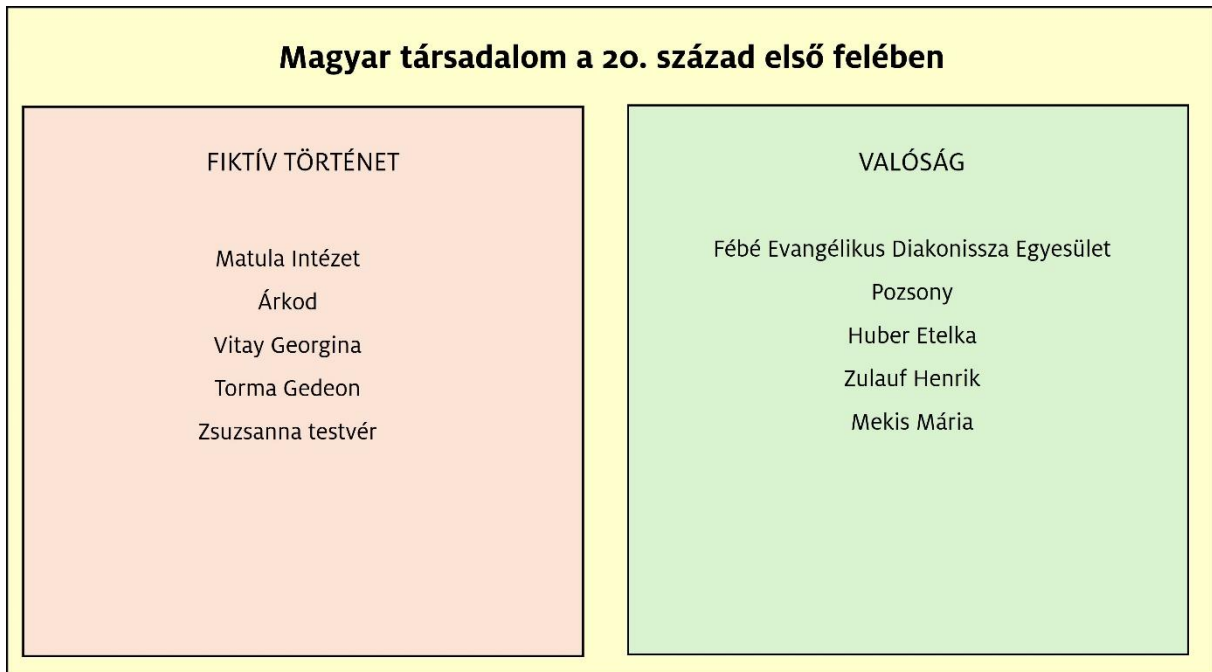 Magyar társadalom a 20. század első felében
FIKTÍV TÖRTÉNET
Matula Intézet
Árkod
Vitay Georgina
Torma Gedeon
Zsuzsanna testvér
VALÓSÁG
Fébé Evangélikus Diakonissza Egyesület
Pozsony
Huber Etelka
Zulauf Henrik
Mekis Mária